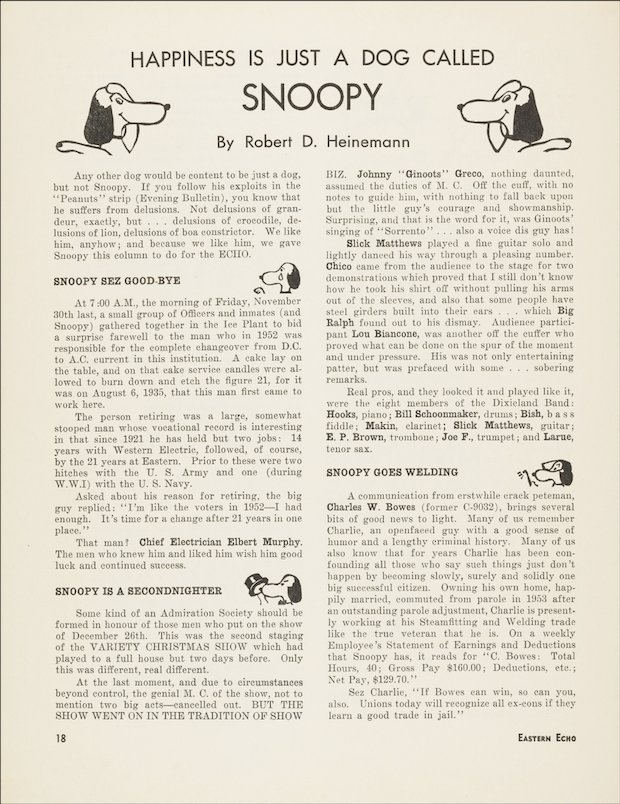 HAPPINESS IS JUST A DOG CALLED
SNOOPY
By Robert D. Heinemann
Any other dog would be content to be just a dog,
but not Snoopy. If you follow his exploits in the
"Peanuts" strip (Evening Bulletin), you know that
he suffers from delusions. Not delusions of gran-
deur, exactly, but . . . delusions of crocodile, de-
lusions of lion, delusions of boa constrictor. We like
him, anyhow; and because we like him, we gave
Snoopy this column to do for the ECHO.
SNOOPY SEZ GOOD-BYE
At 7:00 A.M., the morning of Friday, November
30th last, a small group of Officers and inmates (and
Snoopy) gathered together in the Ice Plant to bid
a surprise farewell to the man who in 1952 was
responsible for the complete changeover from D.C.
to A.C. current in this institution. A cake lay on
the table, and on that cake service candles were al-
lowed to burn down and etch the figure 21, for it
was on August 6, 1935, that this man first came to
work here.
The person retiring was a large, somewhat
stooped man whose vocational record is interesting
in that since 1921 he has held but two jobs: 14
years with Western Electric, followed, of course,
by the 21 years at Eastern. Prior to these were two
hitches with the U. S. Army and one (during
W.W.I) with the U. S. Navy.
Asked about his reason for retiring, the big
guy replied: "I'm like the voters in 1952—I had
enough. It's time for a change after 21 years in one
place."
That man? Chief Electrician Elbert Murphy.
The men who knew him and liked him wish him good
luck and continued success.
SNOOPY IS A SECONDNIGHTER
Some kind of an Admiration Society should be
formed in honour of those men who put on the show
of December 26th. This was the second staging
of the VARIETY CHRISTMAS SHOW which had
played to a full house but two days before. Only
this was different, real different.
At the last moment, and due to circumstances
beyond control, the genial M. C. of the show, not to
mention two big acts—cancelled out. BUT THE
SHOW WENT ON IN THE TRADITION OF SHOW
BIZ. Johnny "Ginoots" Greco, nothing daunted,
assumed the duties of M. C. Off the cuff, with no
notes to guide him, with nothing to fall back upon
but the little guy's courage and showmanship.
Surprising, and that is the word for it, was Ginoots'
singing of "Sorrento" . . . also a voice dis guy has!
Slick Matthews played a fine guitar solo and
lightly danced his way through a pleasing number.
Chico came from the audience to the stage for two
demonstrations which proved that I still don't know
how he took his shirt off without pulling his arms
out of the sleeves, and also that some people have
steel girders built into their ears . . . which Big
Ralph found out to his dismay. Audience partici-
pant Lou Biancone, was another off the cuffer who
proved what can be done on the spur of the moment
and under pressure. His was not only entertaining
patter, but was prefaced with some . . . sobering
remarks.
Real pros, and they looked it and played like it,
were the eight members of the Dixieland Band:
Hooks, piano; Bill Schoonmaker, drums; Bish, bass
fiddle; Makin, clarinet; Slick Matthews, guitar;
E. P. Brown, trombone; Joe F., trumpet; and Larue,
tenor sax.
SNOOPY GOES WELDING
A communication from erstwhile crack peteman,
Charles W. Bowes (former C-9032), brings several
bits of good news to light. Many of us remember
Charlie, an openfaced guy with a good sense of
humor and a lengthy criminal history. Many of us
also know that for years Charlie has been con-
founding all those who say such things just don't
happen by becoming slowly, surely and solidly one
big successful citizen. Owning his own home, hap-
pily married, commuted from parole in 1953 after
an outstanding parole adjustment, Charlie is present-
ly working at his Steamfitting and Welding trade
like the true veteran that he is. On a weekly
Employee's Statement of Earnings and Deductions
that Snoopy has, it reads for "C. Bowes: Total
Hours, 40; Gross Pay $160.00; Deductions, etc.;
Net Pay, $129.70."
Sez Charlie, "If Bowes can win, so can you,
also. Unions today will recognize all ex-cons if they
learn a good trade in jail."
18
EASTERN ECHO